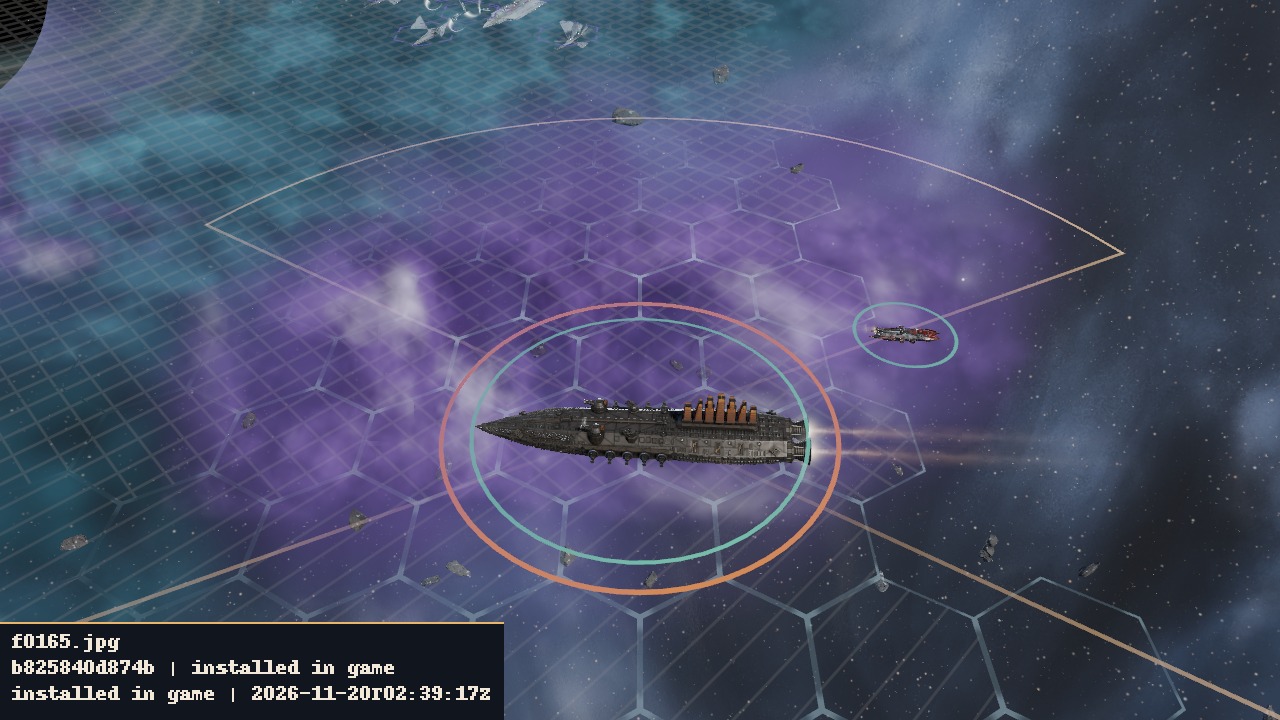 f0165.jpg
b825840d874b | installed in game
installed in game | 2026-11-20T02:39:17Z